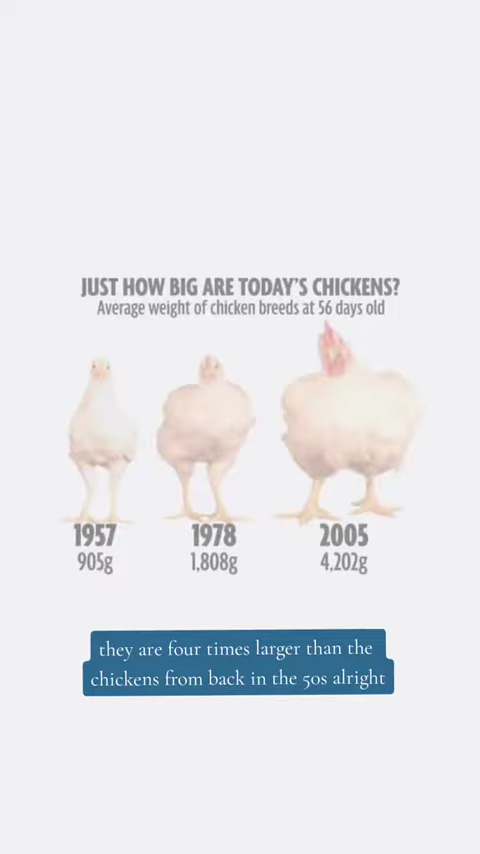 JUST HOW BIG ARE TODAY'S CHICKENS?
Average weight of chicken breeds at 56 days old
1957 1978 2005
905g 1,808g 4,202g
they are four times larger than the
chickens from back in the 50s alright